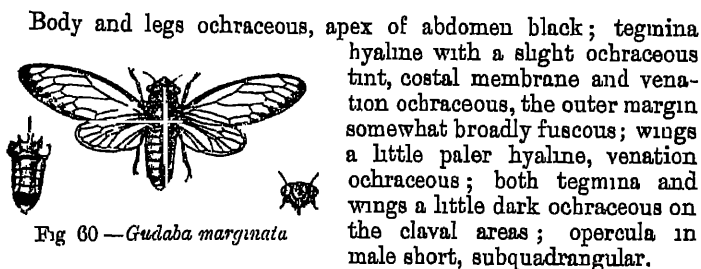 Body and legs ochraceous, apex of abdomen black; tegmina
hyaline with a slight ochraceous
tint, costal membrane and vena-
tion ochraceous, the outer margin
somewhat broadly fuscous; wings
a little paler hyaline, venation
ochraceous; both tegmina and
wings a little dark ochraceous on
the claval areas; opercula in
male short, subquadrangular.
Fig 60 — Gudaba marginata